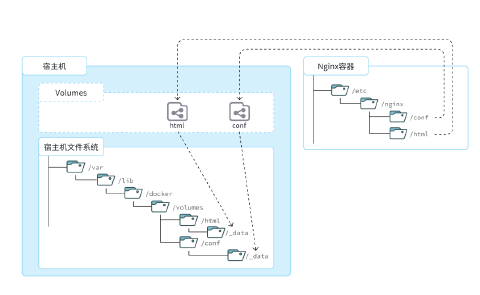 宿主机
Nginx容器
Volumes
/etc
/nginx
/conf
/html
html
conf
宿主机文件系统
/var
/lib
/docker
/volumes
/html
/_data
/conf
/_data